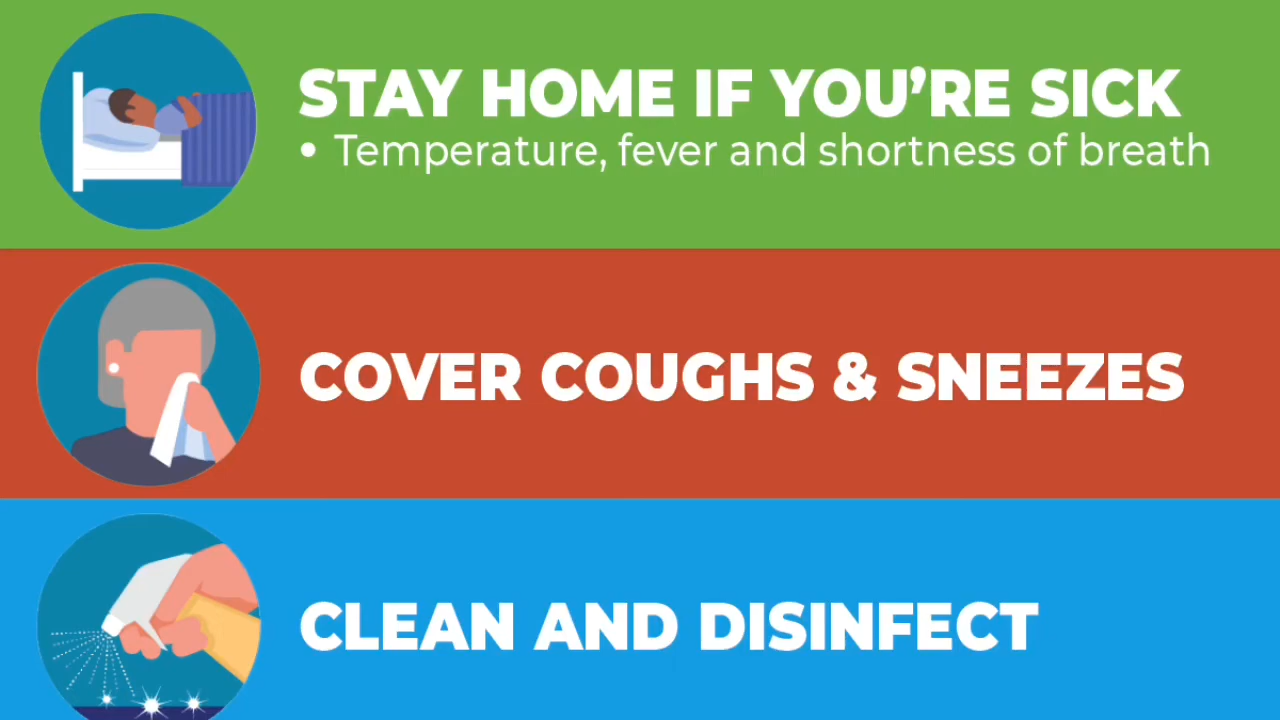 STAY HOME IF YOU’RE SICK
• Temperature, fever and shortness of breath
COVER COUGHS & SNEEZES
CLEAN AND DISINFECT